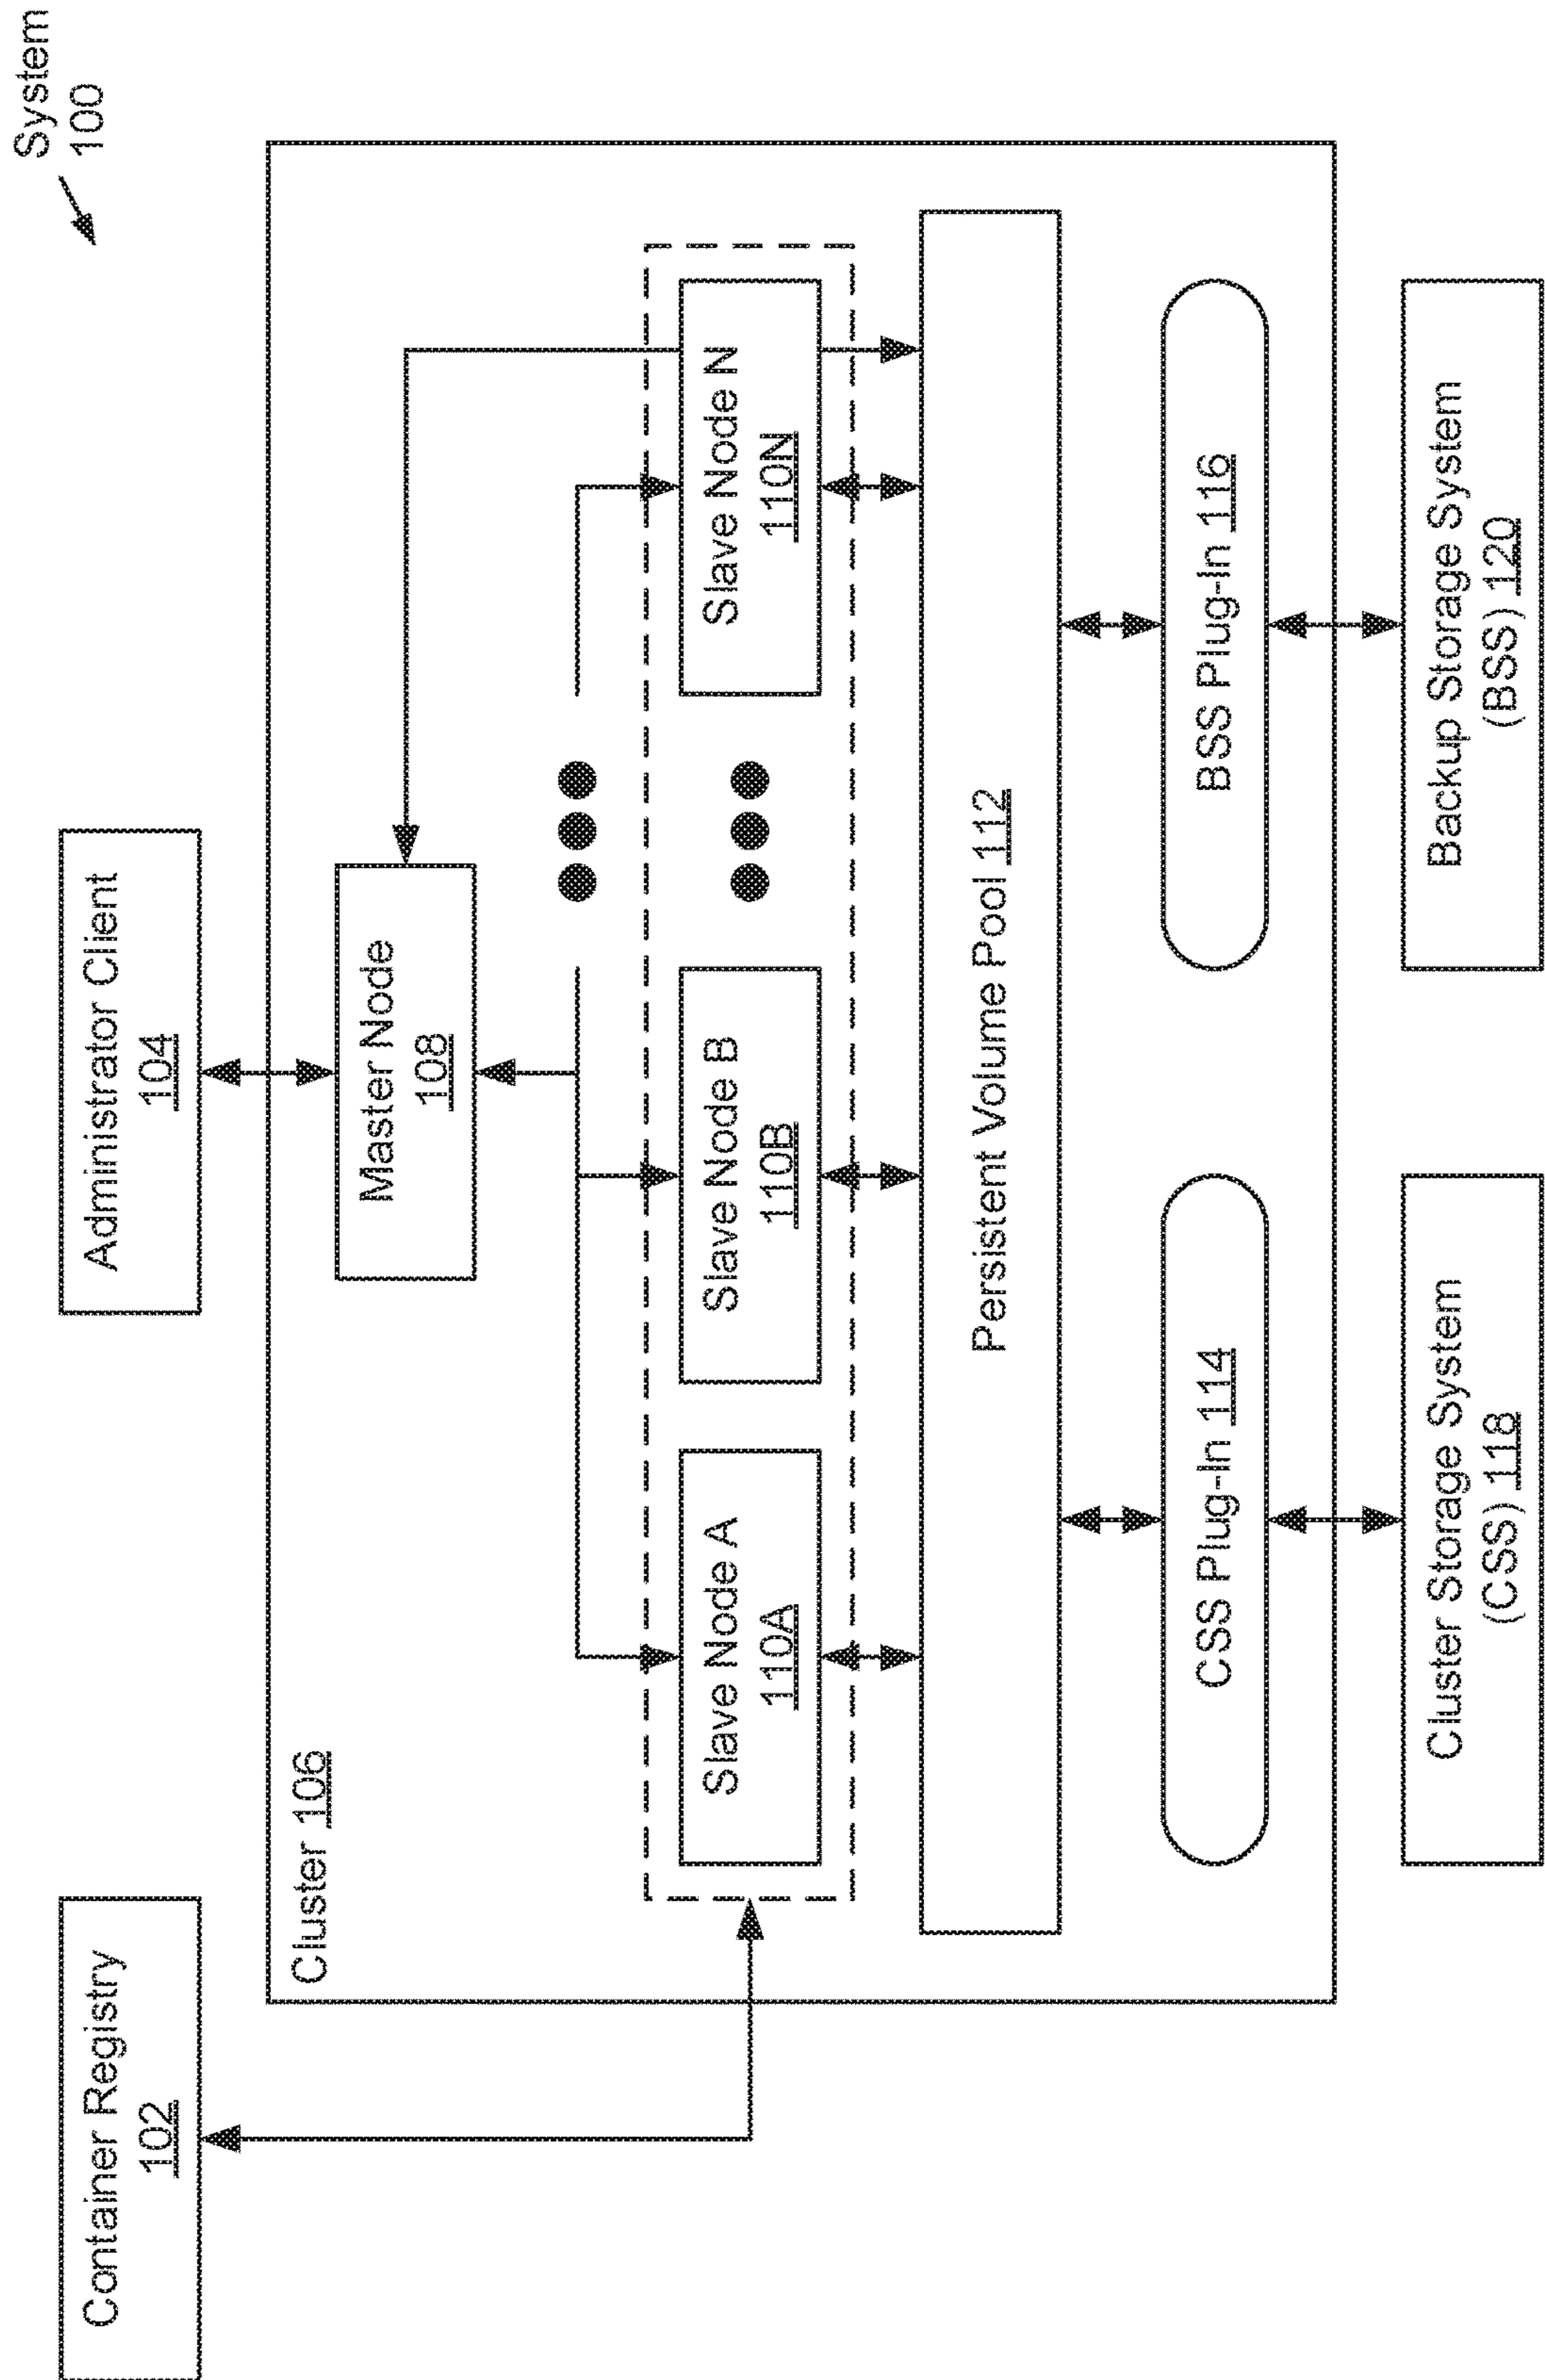 System
100
Container Registry
102
Administrator Client
104
Cluster 106
Master Node
108
Slave Node A
110A
Slave Node B
110B
Slave Node N
110N
Persistent Volume Pool 112
CSS Plug-In 114
BSS Plug-In 116
Cluster Storage System
(CSS) 118
Backup Storage System
(BSS) 120